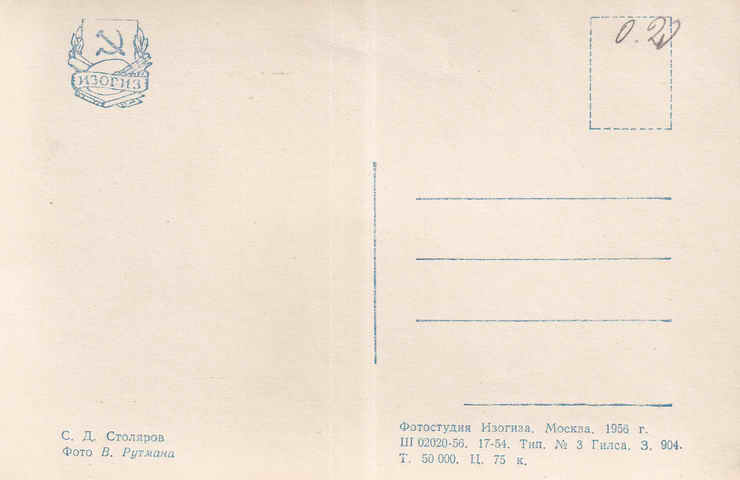 ИЗОГИЗ
0.20
С. Д. Столяров
Фото В. Рутмана
Фотостудия Изогиза. Москва. 1956 г.
Ш 02020-56. 17-54. Тип. № 3 Гилса. З. 904.
Т. 50 000. Ц. 75 к.